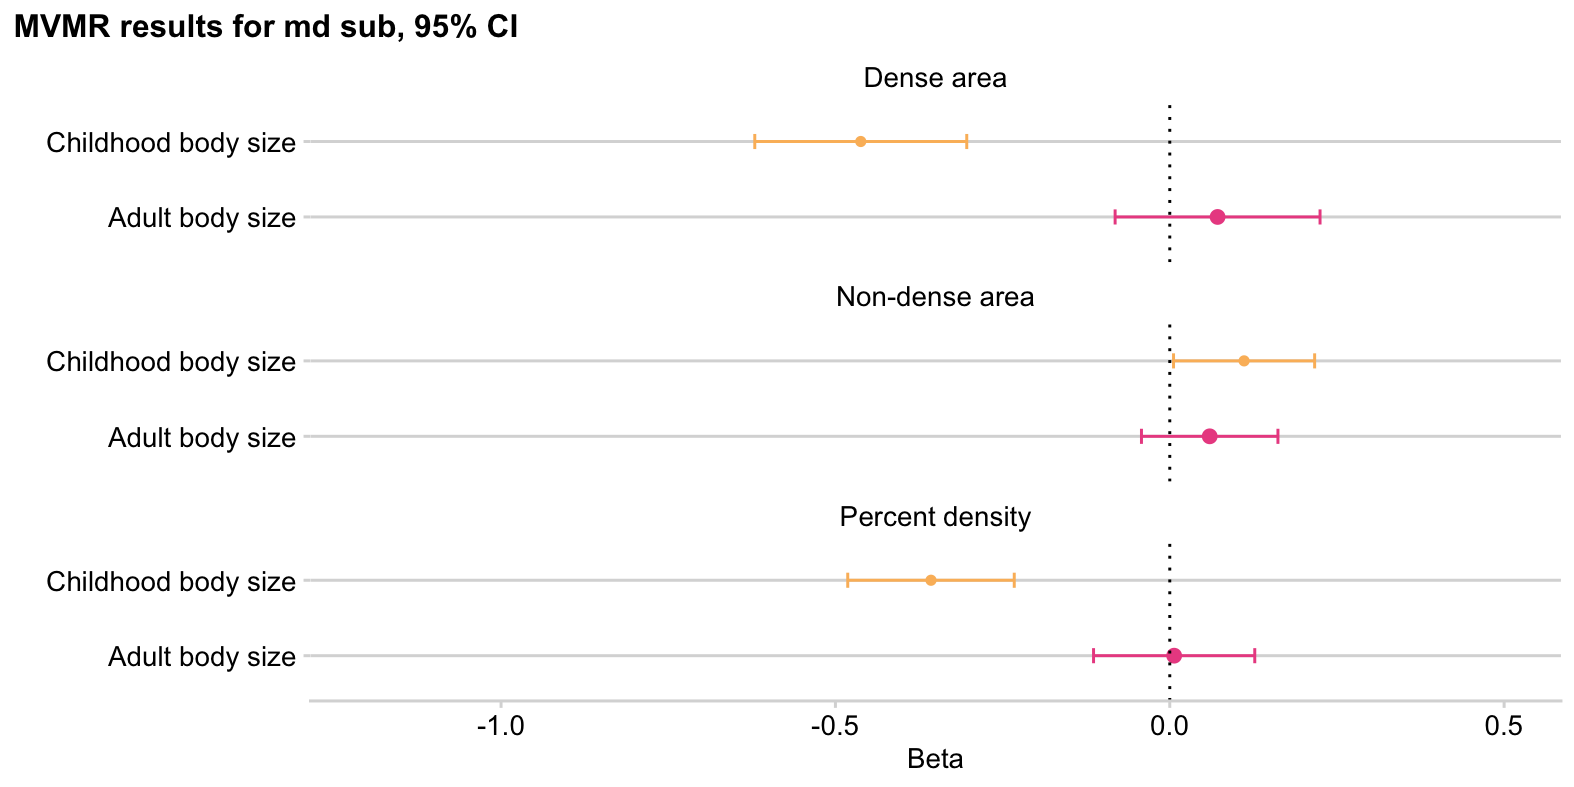 MVMR results for md sub, 95% CI
Dense area
Childhood body size
Adult body size
Non-dense area
Childhood body size
Adult body size
Percent density
Childhood body size
Adult body size
-1.0 -0.5 0.0 0.5
Beta